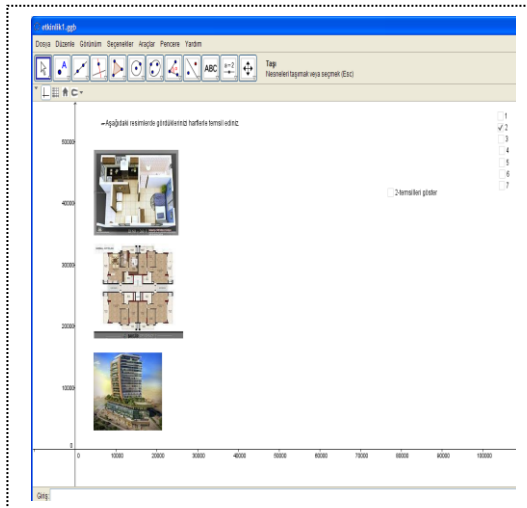 etkinlik1.ggb
Dosya Düzenle Görünüm Seçenekler Araçlar Pencere Yardım
A
ABC
a=2
Taşı
Nesneleri taşımak veya seçmek (Esc)
Aşağıdaki resimlerde gördüklerinizi harflerle temsil ediniz.
1
2
3
4
5
6
7
2-temsilleri göster
50000
40000
30000
20000
10000
0
0 10000 20000 30000 40000 50000 60000 70000 80000 90000 100000
Giriş: